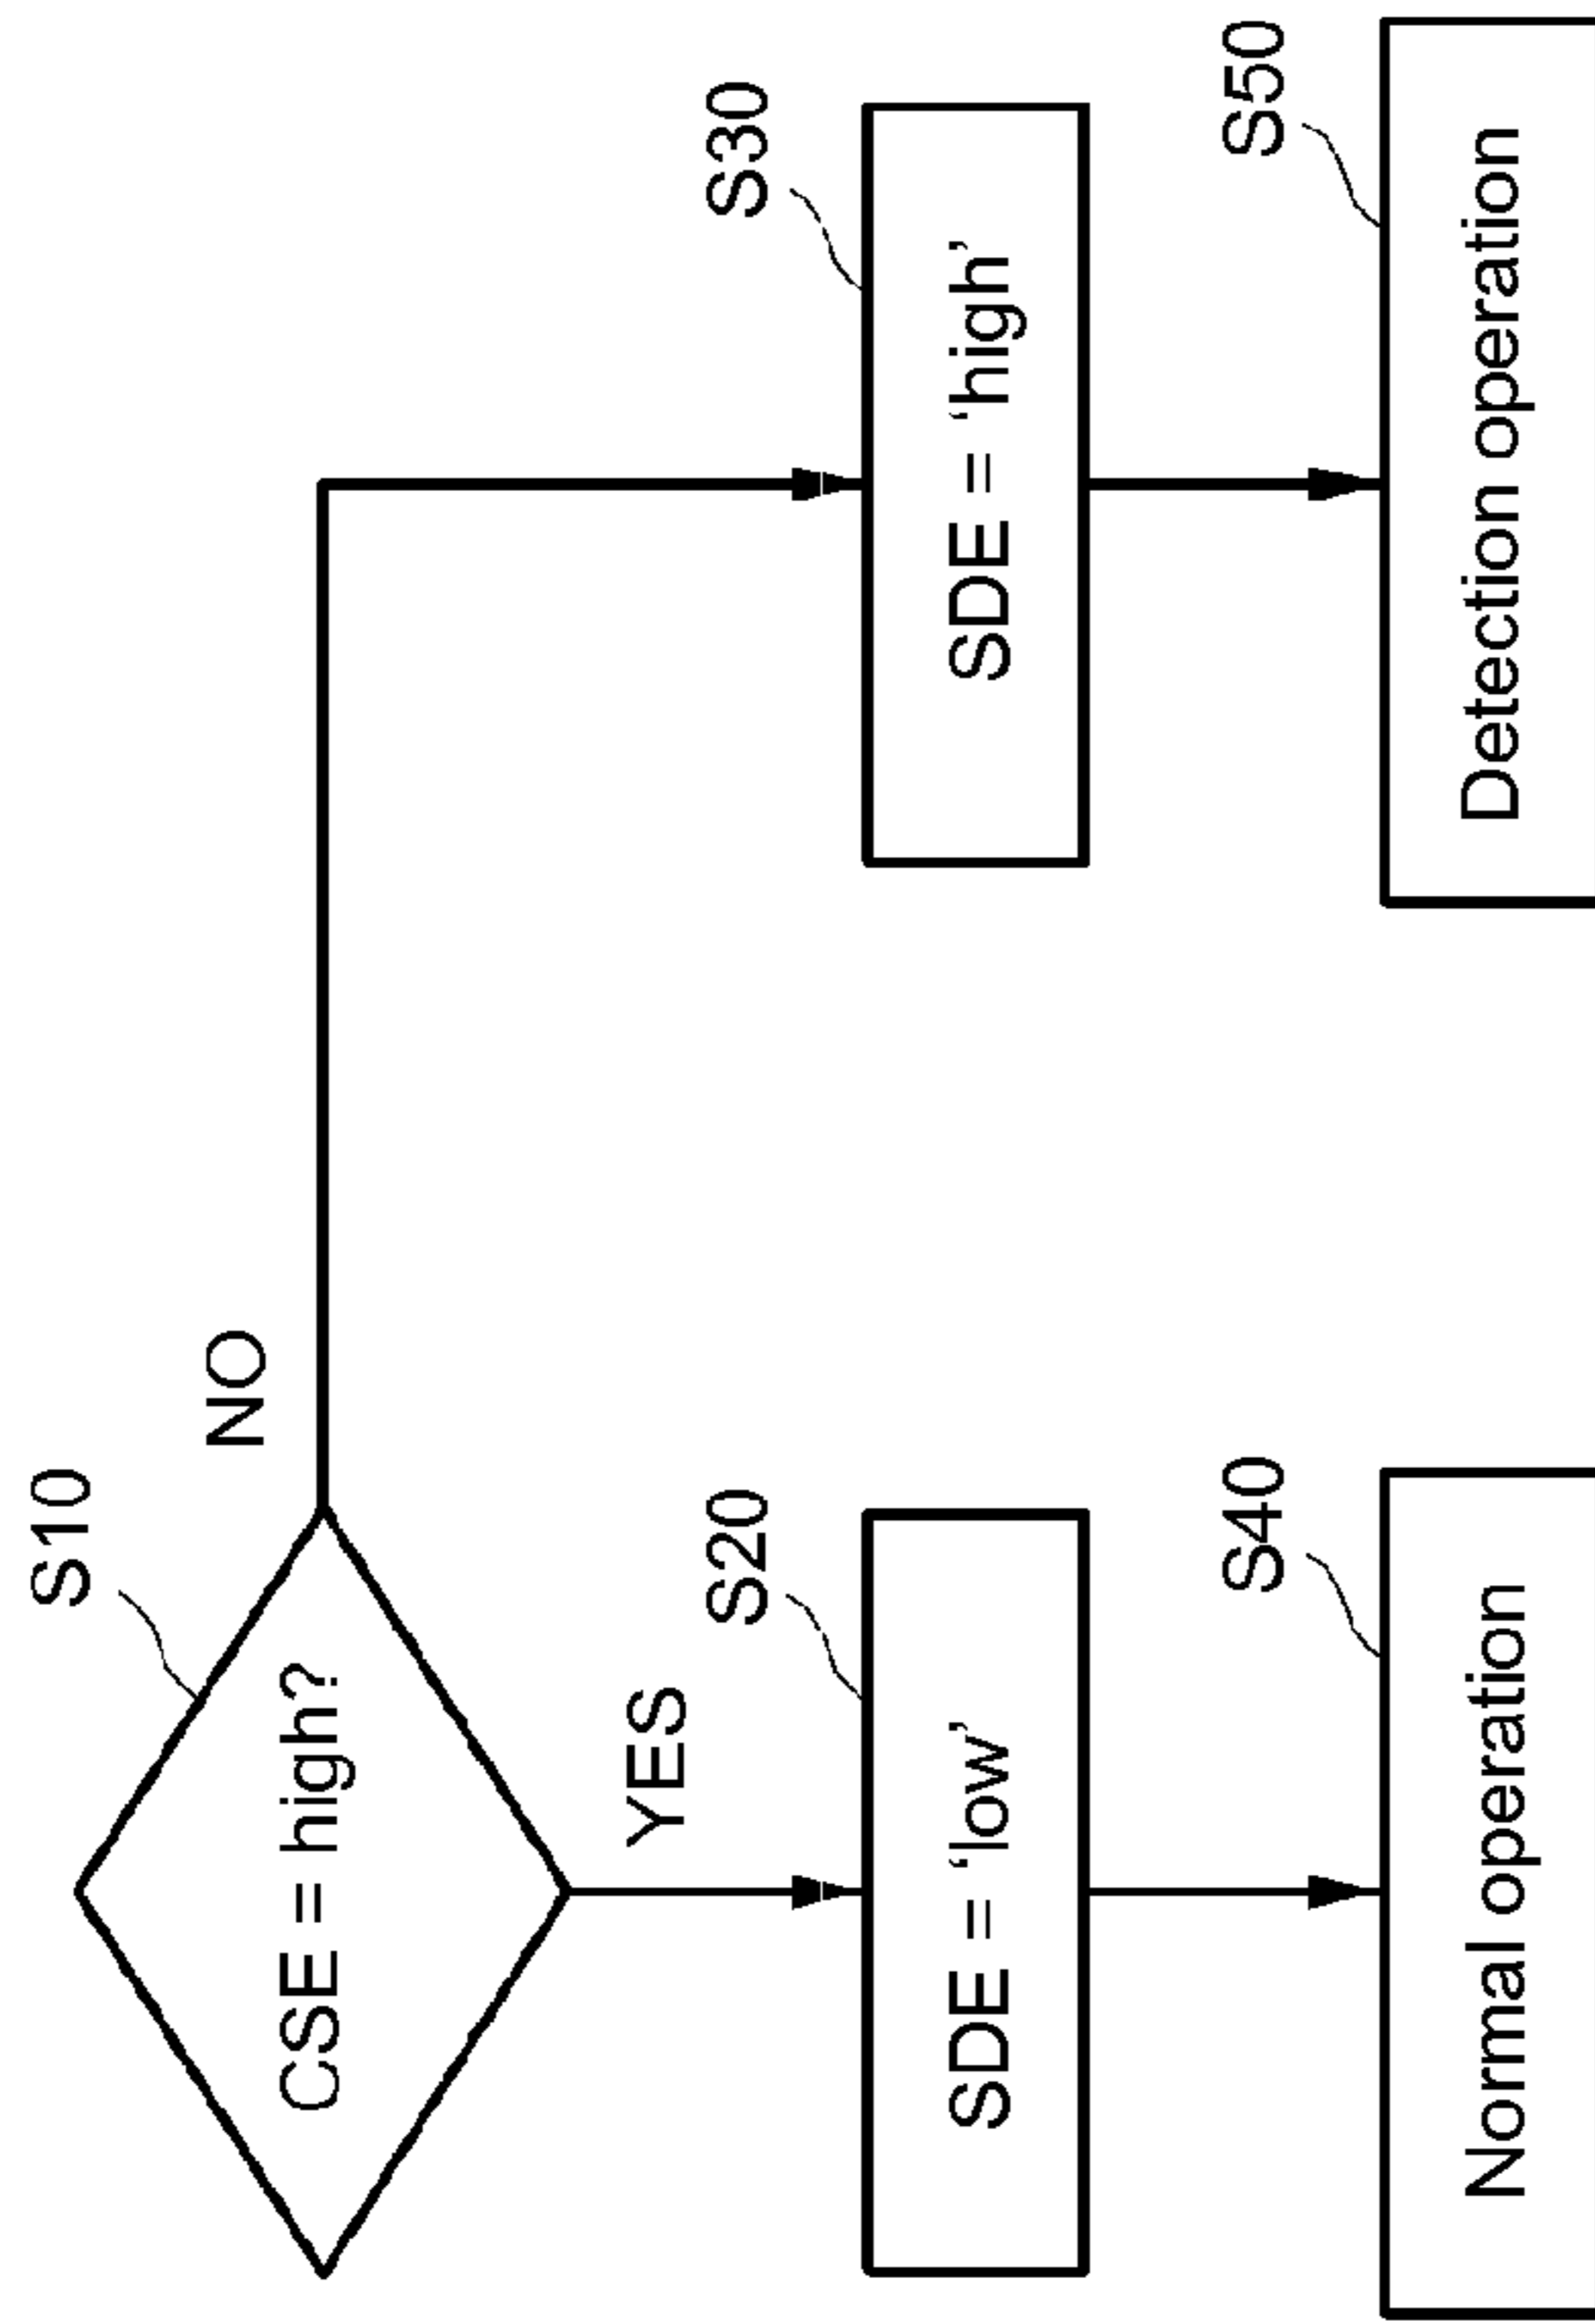 S10
CSE = high?
NO
YES
S20
SDE = ‘low’
S30
SDE = ‘high’
S40
Normal operation
S50
Detection operation